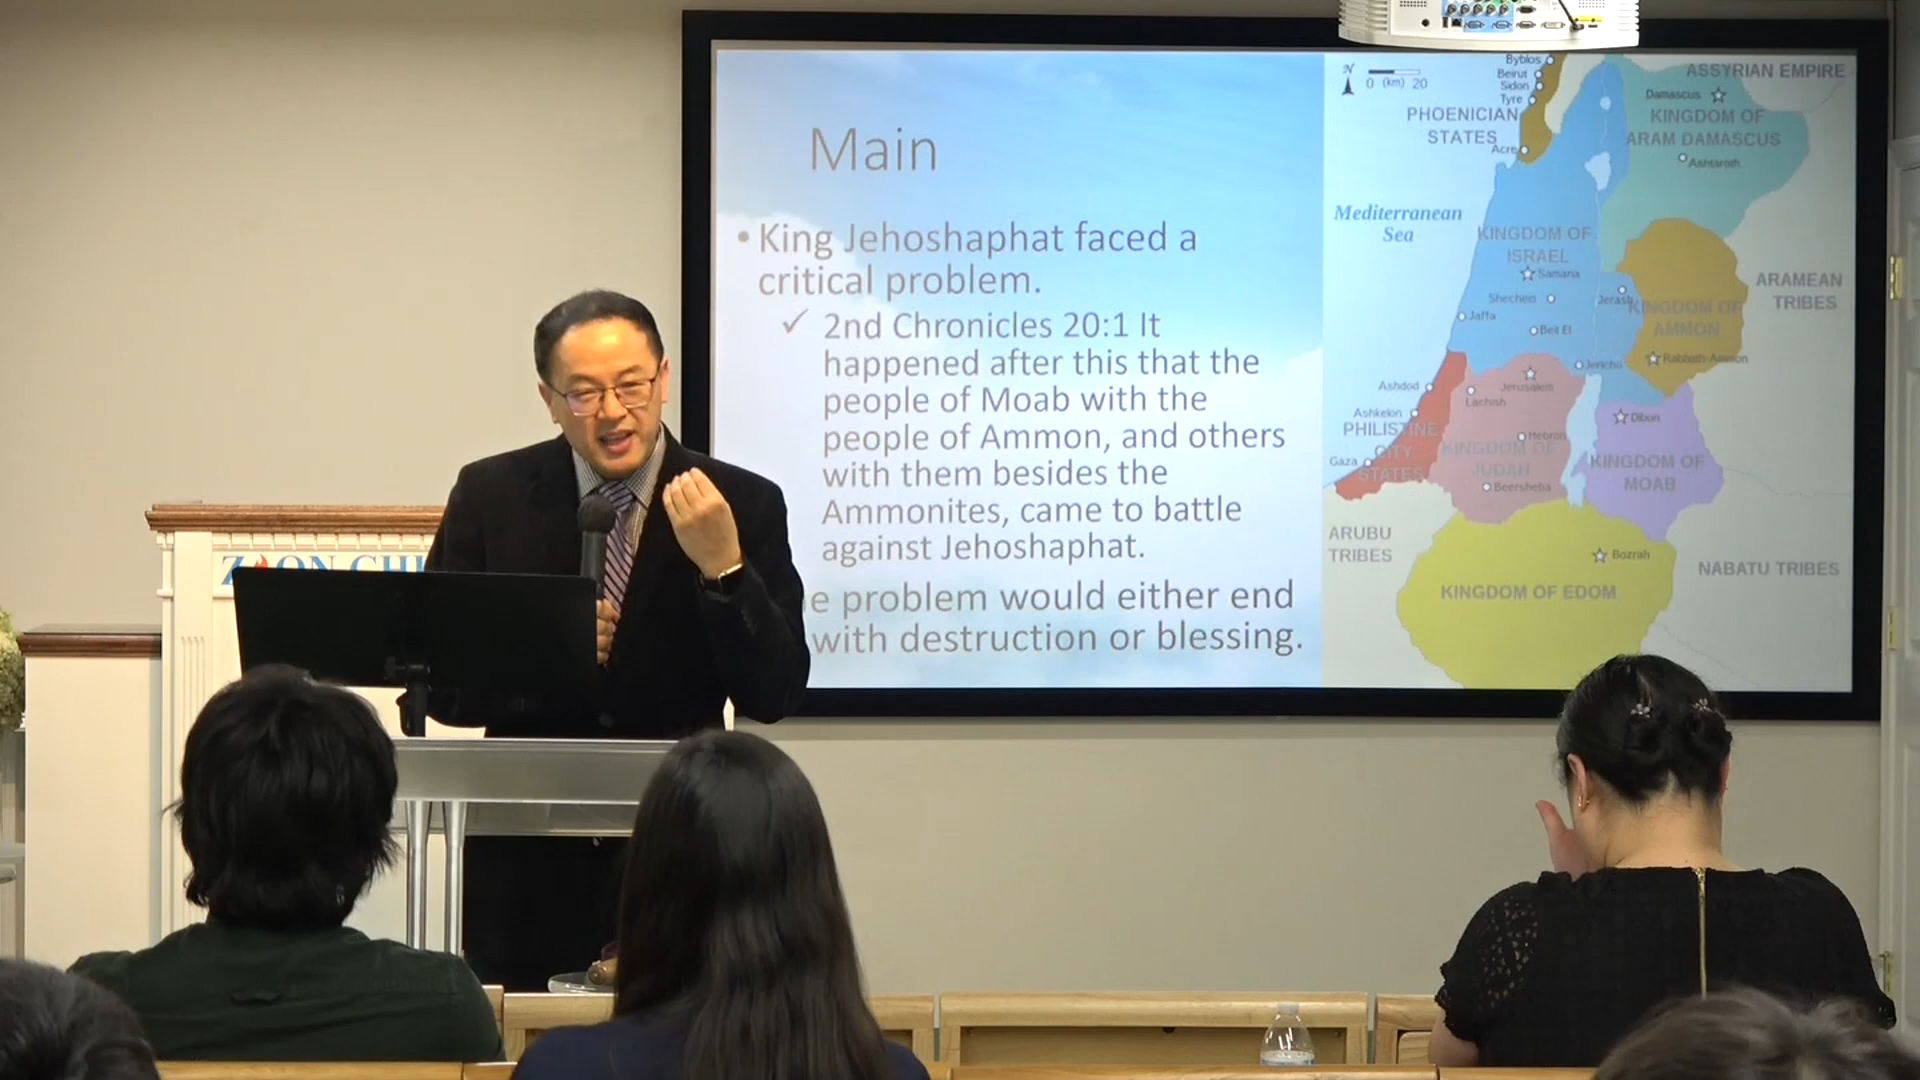 Main
• King Jehoshaphat faced a
critical problem.
✓ 2nd Chronicles 20:1 It
happened after this that the
people of Moab with the
people of Ammon, and others
with them besides the
Ammonites, came to battle
against Jehoshaphat.
e problem would either end
with destruction or blessing.
N
0 (km) 20
Byblos
Beirut
Sidon
Tyre
ASSYRIAN EMPIRE
Damascus
PHOENICIAN
STATES
KINGDOM OF
ARAM DAMASCUS
Acre
Ashtaroth
Mediterranean
Sea
KINGDOM OF
ISRAEL
Samaria
ARAMEAN
TRIBES
Shechem
Jerash
KINGDOM OF
AMMON
Jaffa
Beit El
Rabbath-Ammon
Jericho
Ashdod
Jerusalem
Lachish
Ashkelon
Dibon
PHILISTINE
CITY
STATES
Hebron
Gaza
KINGDOM OF
JUDAH
KINGDOM OF
MOAB
Beersheba
ARUBU
TRIBES
Bozrah
NABATU TRIBES
KINGDOM OF EDOM
ZION CH